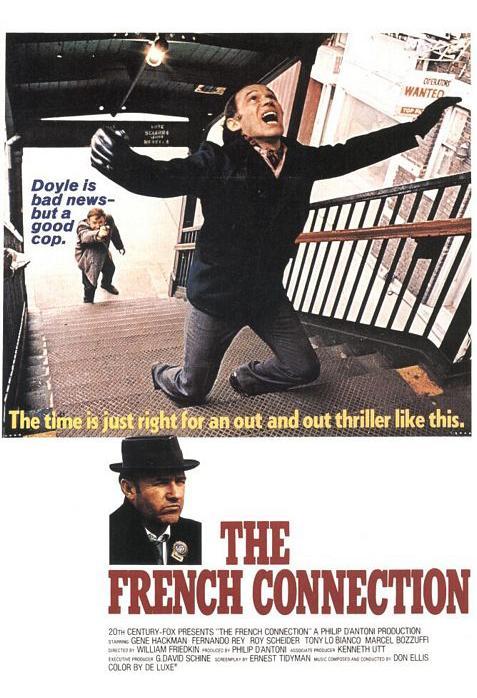 OPERATORS
WANTED
Doyle is
bad news–
but a
good
cop.
The time is just right for an out and out thriller like this.
THE
FRENCH CONNECTION
20TH CENTURY-FOX PRESENTS "THE FRENCH CONNECTION" A PHILIP D'ANTONI PRODUCTION
STARRING GENE HACKMAN FERNANDO REY ROY SCHEIDER TONY LO BIANCO MARCEL BOZZUFFI
DIRECTED BY WILLIAM FRIEDKIN PRODUCED BY PHILIP D'ANTONI ASSOCIATE PRODUCER KENNETH UTT
EXECUTIVE PRODUCER G. DAVID SCHINE SCREENPLAY BY ERNEST TIDYMAN MUSIC COMPOSED AND CONDUCTED BY DON ELLIS
COLOR BY DE LUXE®